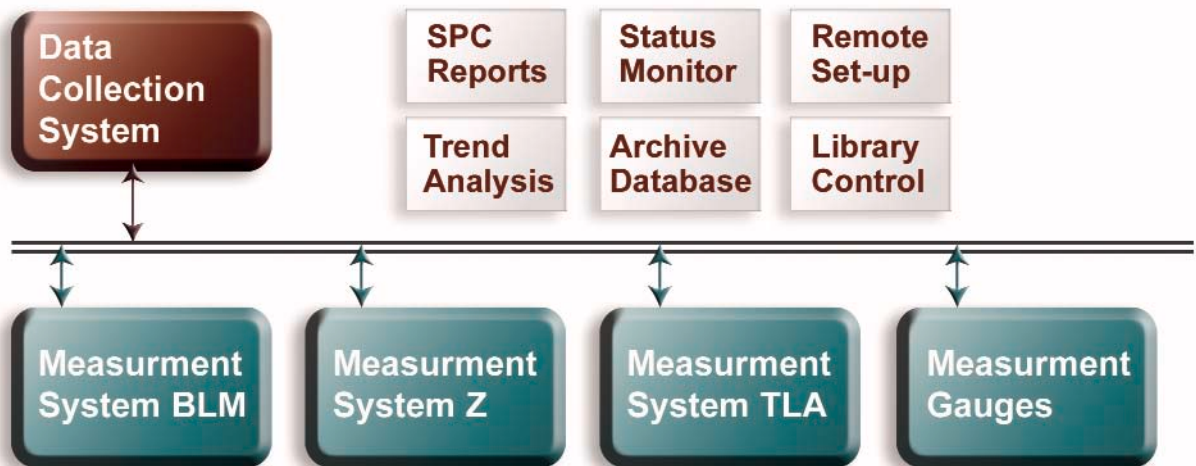 Data
Collection
System
SPC
Reports
Status
Monitor
Remote
Set-up
Trend
Analysis
Archive
Database
Library
Control
Measurment
System BLM
Measurment
System Z
Measurment
System TLA
Measurment
Gauges